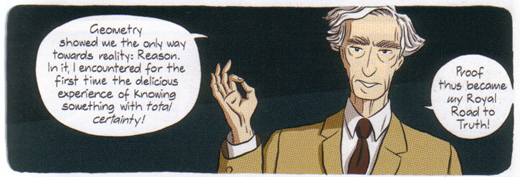 Geometry
showed me the only way
towards reality: Reason.
In it, I encountered for the
first time the delicious
experience of knowing
something with total
certainty!
Proof
thus became
my Royal
Road to
Truth!